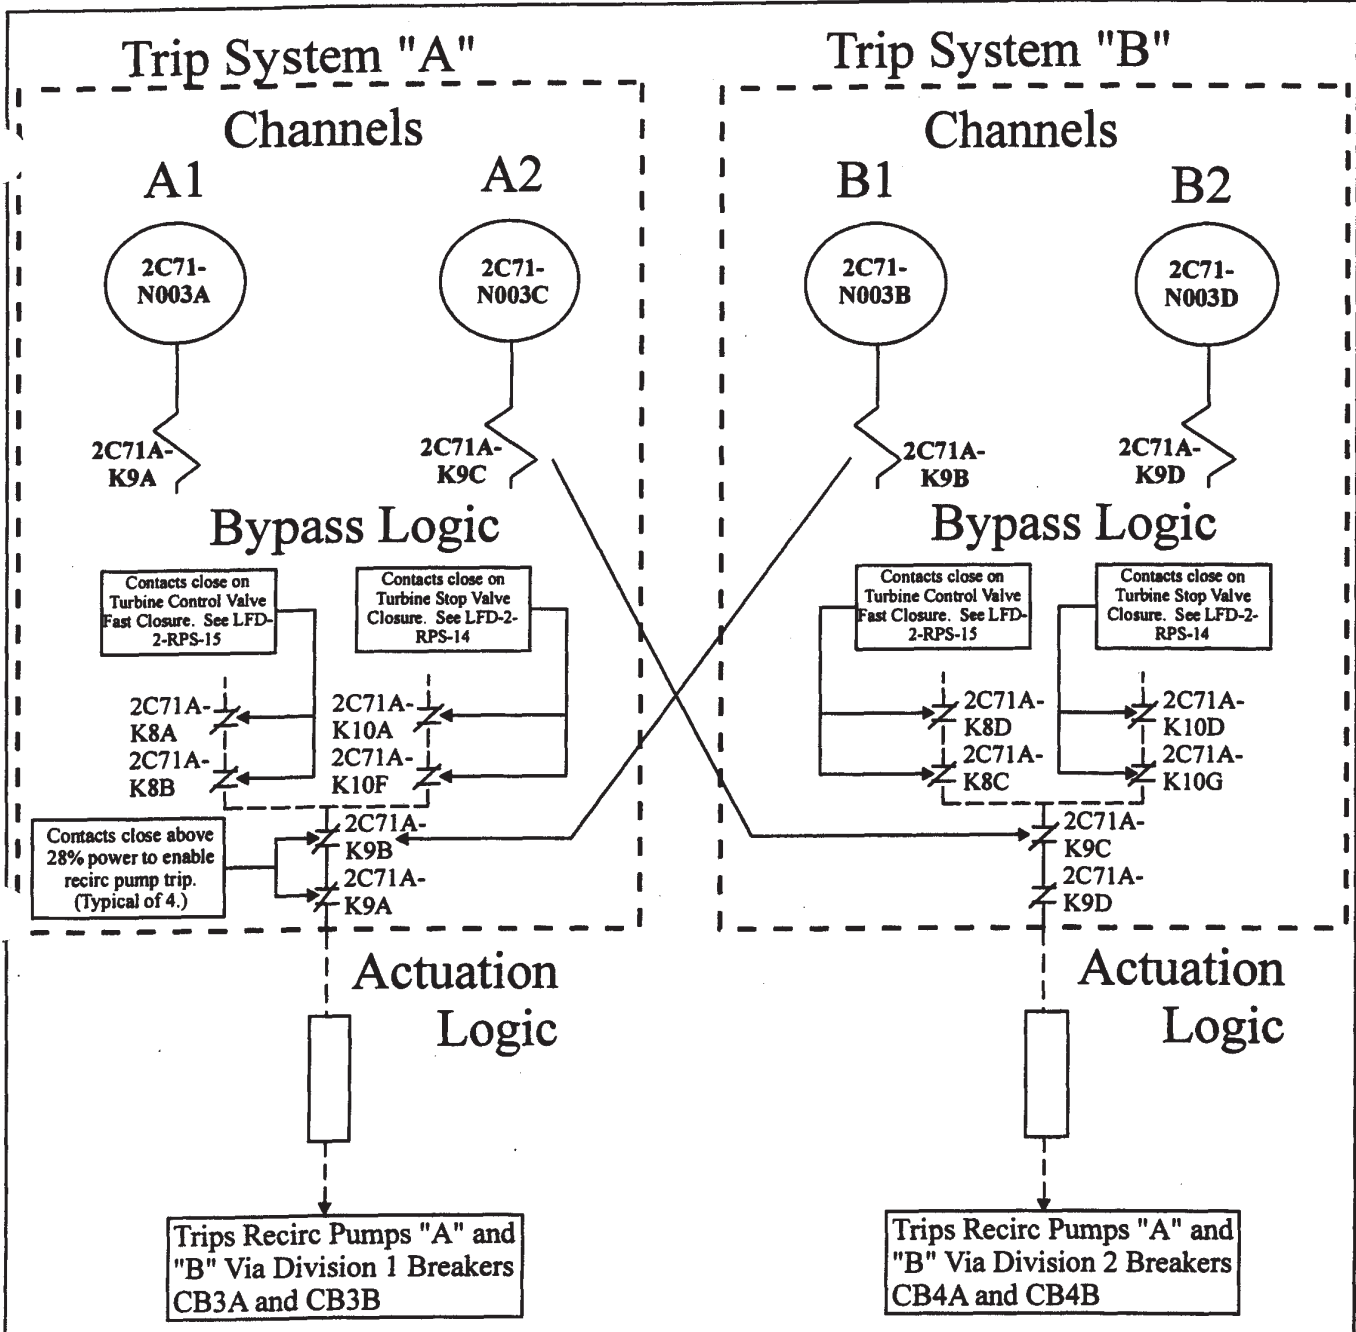 Trip System "A"
Trip System "B"
Channels
Channels
A1
A2
B1
B2
2C71-
N003A
2C71-
N003C
2C71-
N003B
2C71-
N003D
2C71A-
K9A
2C71A-
K9C
2C71A-
K9B
2C71A-
K9D
Bypass Logic
Bypass Logic
Contacts close on
Turbine Control Valve
Fast Closure. See LFD-
2-RPS-15
Contacts close on
Turbine Stop Valve
Closure. See LFD-2-
RPS-14
Contacts close on
Turbine Control Valve
Fast Closure. See LFD-
2-RPS-15
Contacts close on
Turbine Stop Valve
Closure. See LFD-2-
RPS-14
2C71A-
K8A
2C71A-
K10A
2C71A-
K8B
2C71A-
K10F
2C71A-
K8D
2C71A-
K10D
2C71A-
K8C
2C71A-
K10G
Contacts close above
28% power to enable
recirc pump trip.
(Typical of 4.)
2C71A-
K9B
2C71A-
K9A
2C71A-
K9C
2C71A-
K9D
Actuation
Logic
Actuation
Logic
Trips Recirc Pumps "A" and
"B" Via Division 1 Breakers
CB3A and CB3B
Trips Recirc Pumps "A" and
"B" Via Division 2 Breakers
CB4A and CB4B